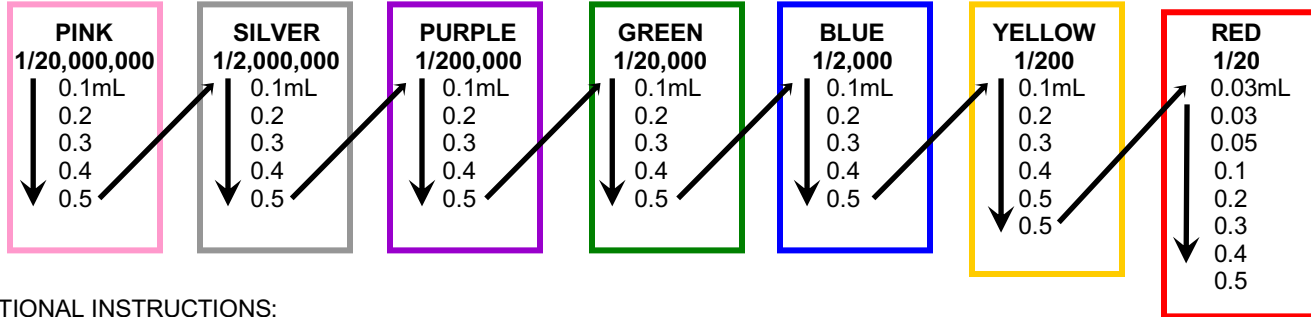 PINK
1/20,000,000
0.1mL
0.2
0.3
0.4
0.5
SILVER
1/2,000,000
0.1mL
0.2
0.3
0.4
0.5
PURPLE
1/200,000
0.1mL
0.2
0.3
0.4
0.5
GREEN
1/20,000
0.1mL
0.2
0.3
0.4
0.5
BLUE
1/2,000
0.1mL
0.2
0.3
0.4
0.5
YELLOW
1/200
0.1mL
0.2
0.3
0.4
0.5
0.5
RED
1/20
0.03mL
0.03
0.05
0.1
0.2
0.3
0.4
0.5
TIONAL INSTRUCTIONS: